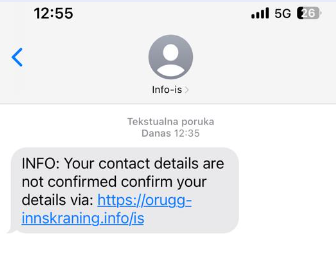 12:55
5G 26
Info-is
Tekstualna poruka
Danas 12:35
INFO: Your contact details are
not confirmed confirm your
details via: https://orugg-
innskraning.info/is